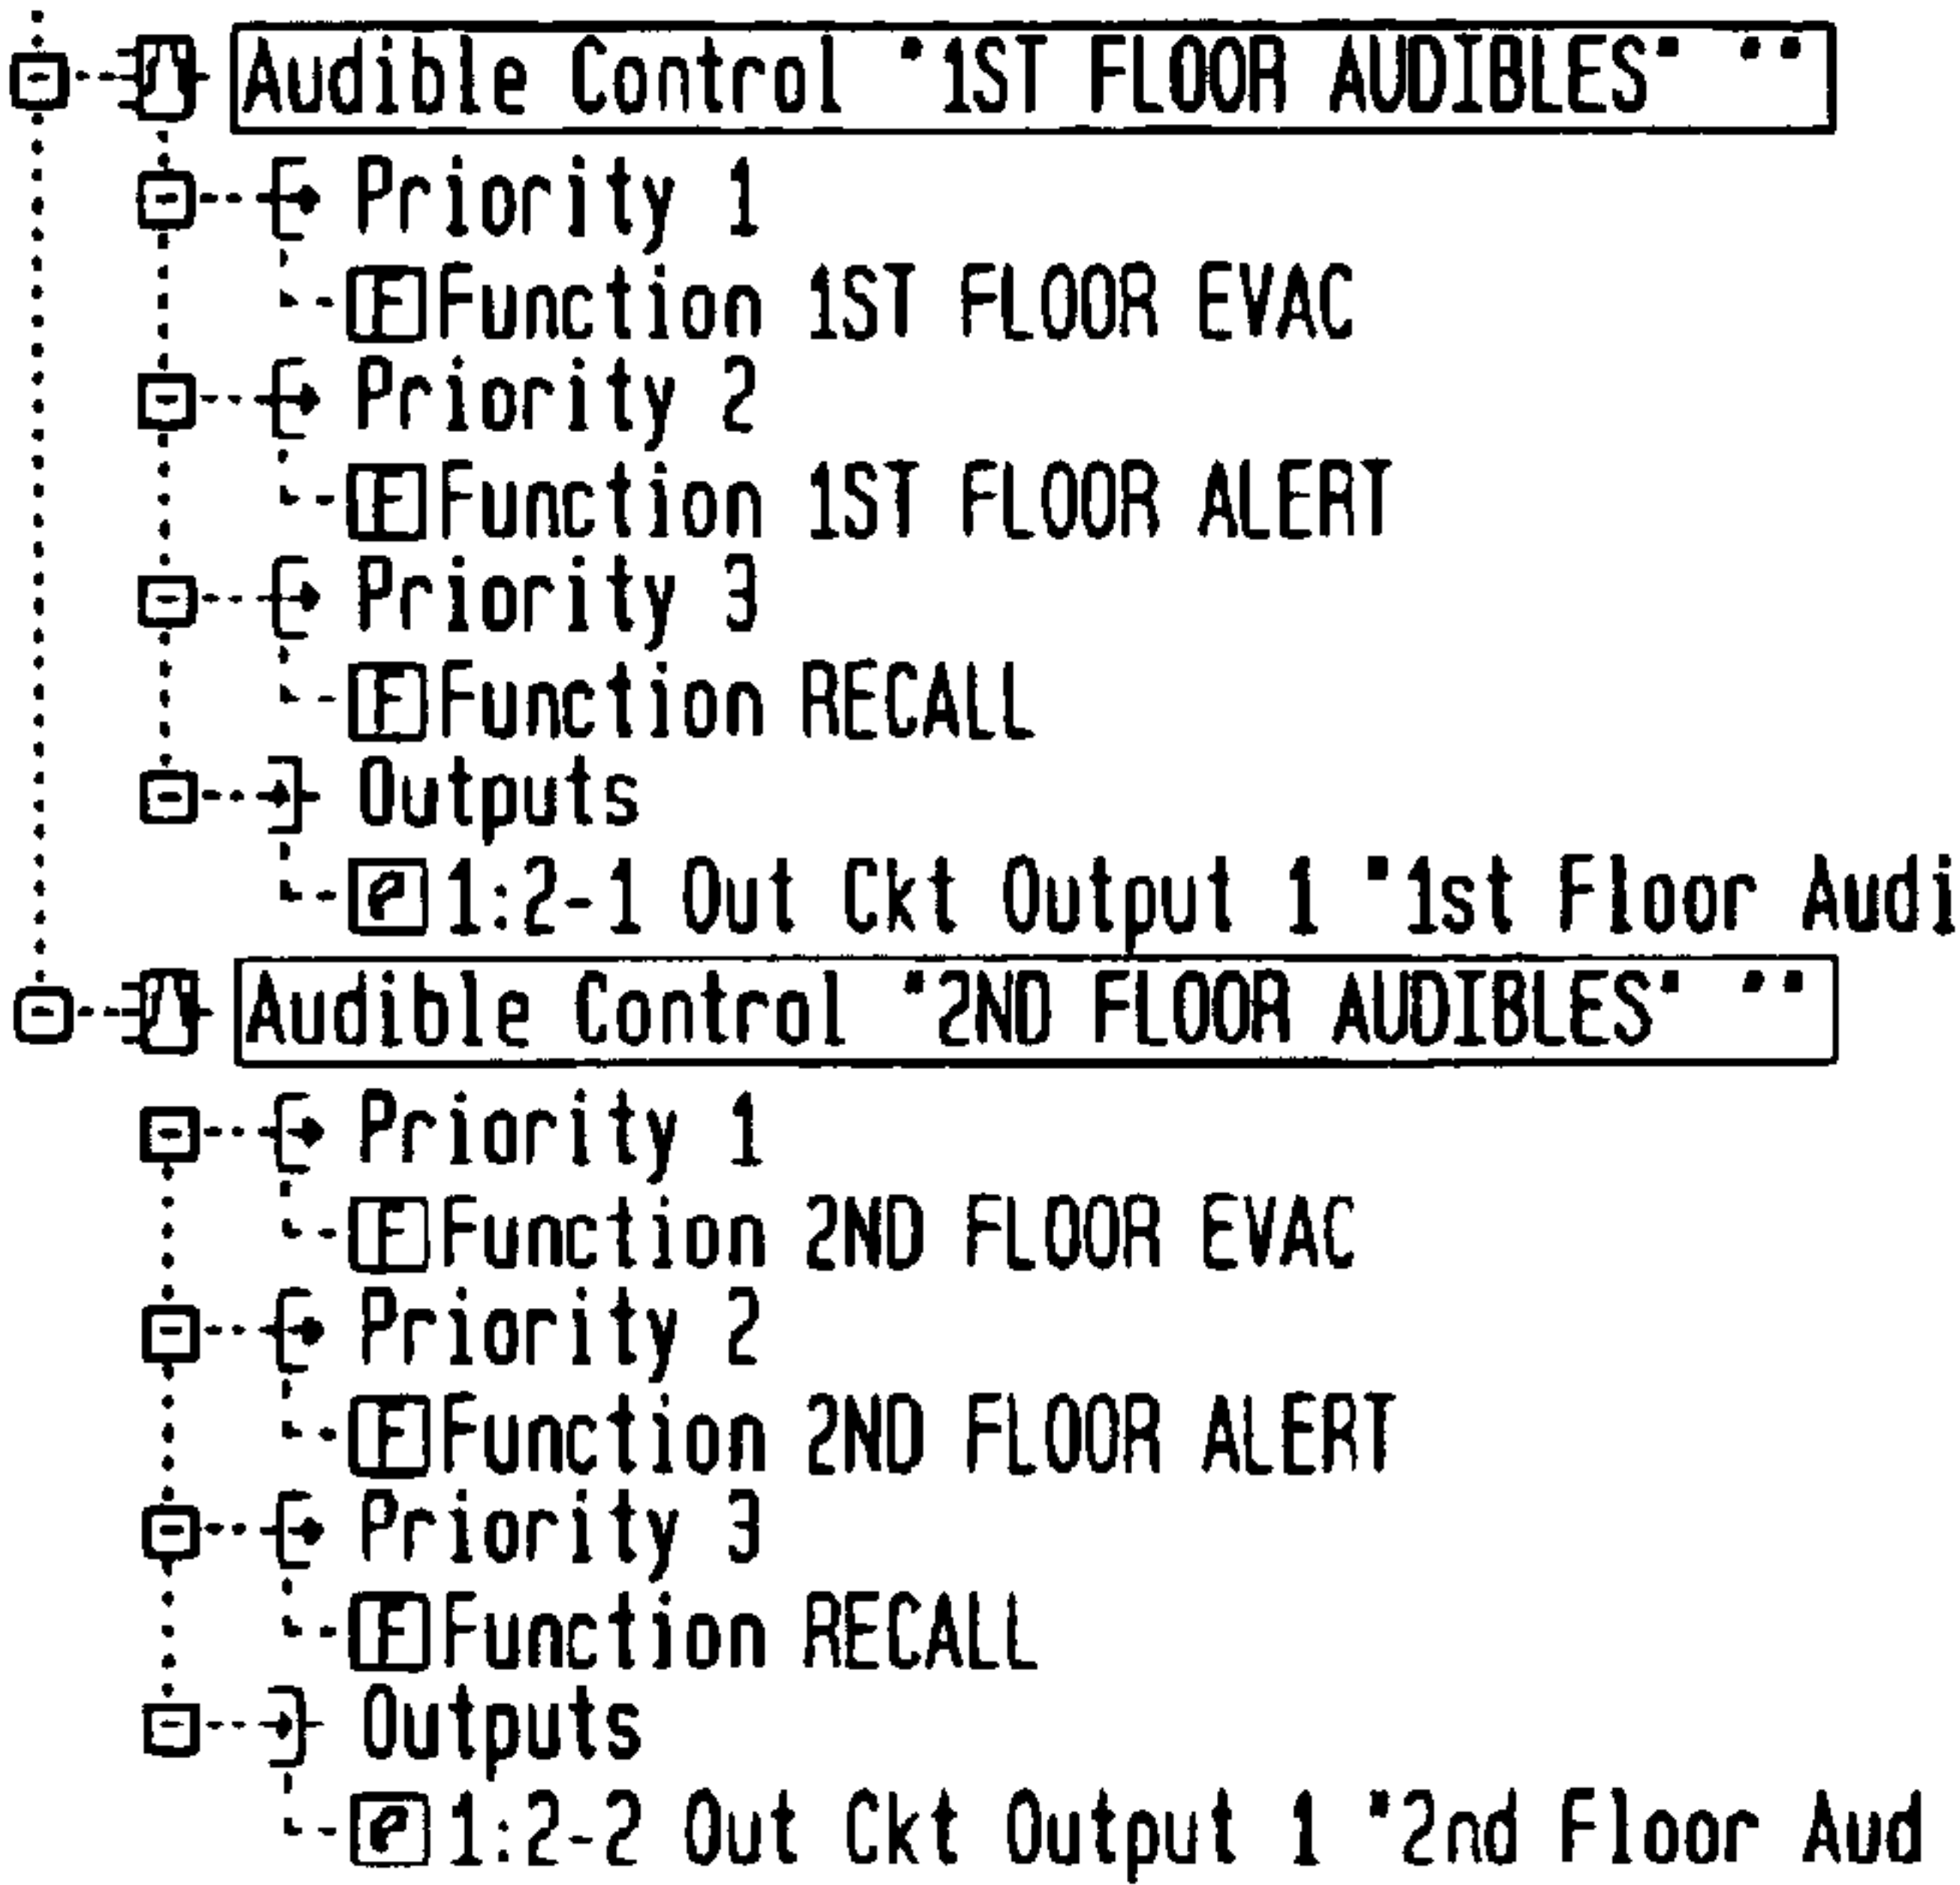 Audible Control "1ST FLOOR AUDIBLES" ""
Priority 1
F Function 1ST FLOOR EVAC
Priority 2
F Function 1ST FLOOR ALERT
Priority 3
F Function RECALL
Outputs
1:2-1 Out Ckt Output 1 "1st Floor Audi
Audible Control "2ND FLOOR AUDIBLES" ""
Priority 1
F Function 2ND FLOOR EVAC
Priority 2
F Function 2ND FLOOR ALERT
Priority 3
F Function RECALL
Outputs
1:2-2 Out Ckt Output 1 "2nd Floor Aud